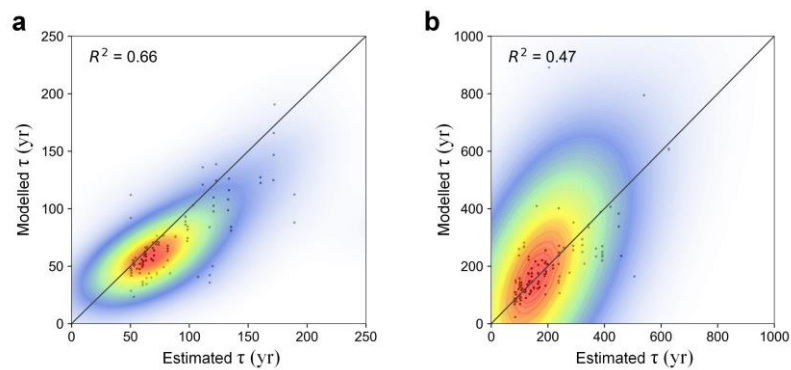 a
250
200
150
100
50
0
R² = 0.66
Modelled τ (yr)
0 50 100 150 200 250
Estimated τ (yr)
b
1000
800
600
400
200
0
R² = 0.47
Modelled τ (yr)
0 200 400 600 800 1000
Estimated τ (yr)